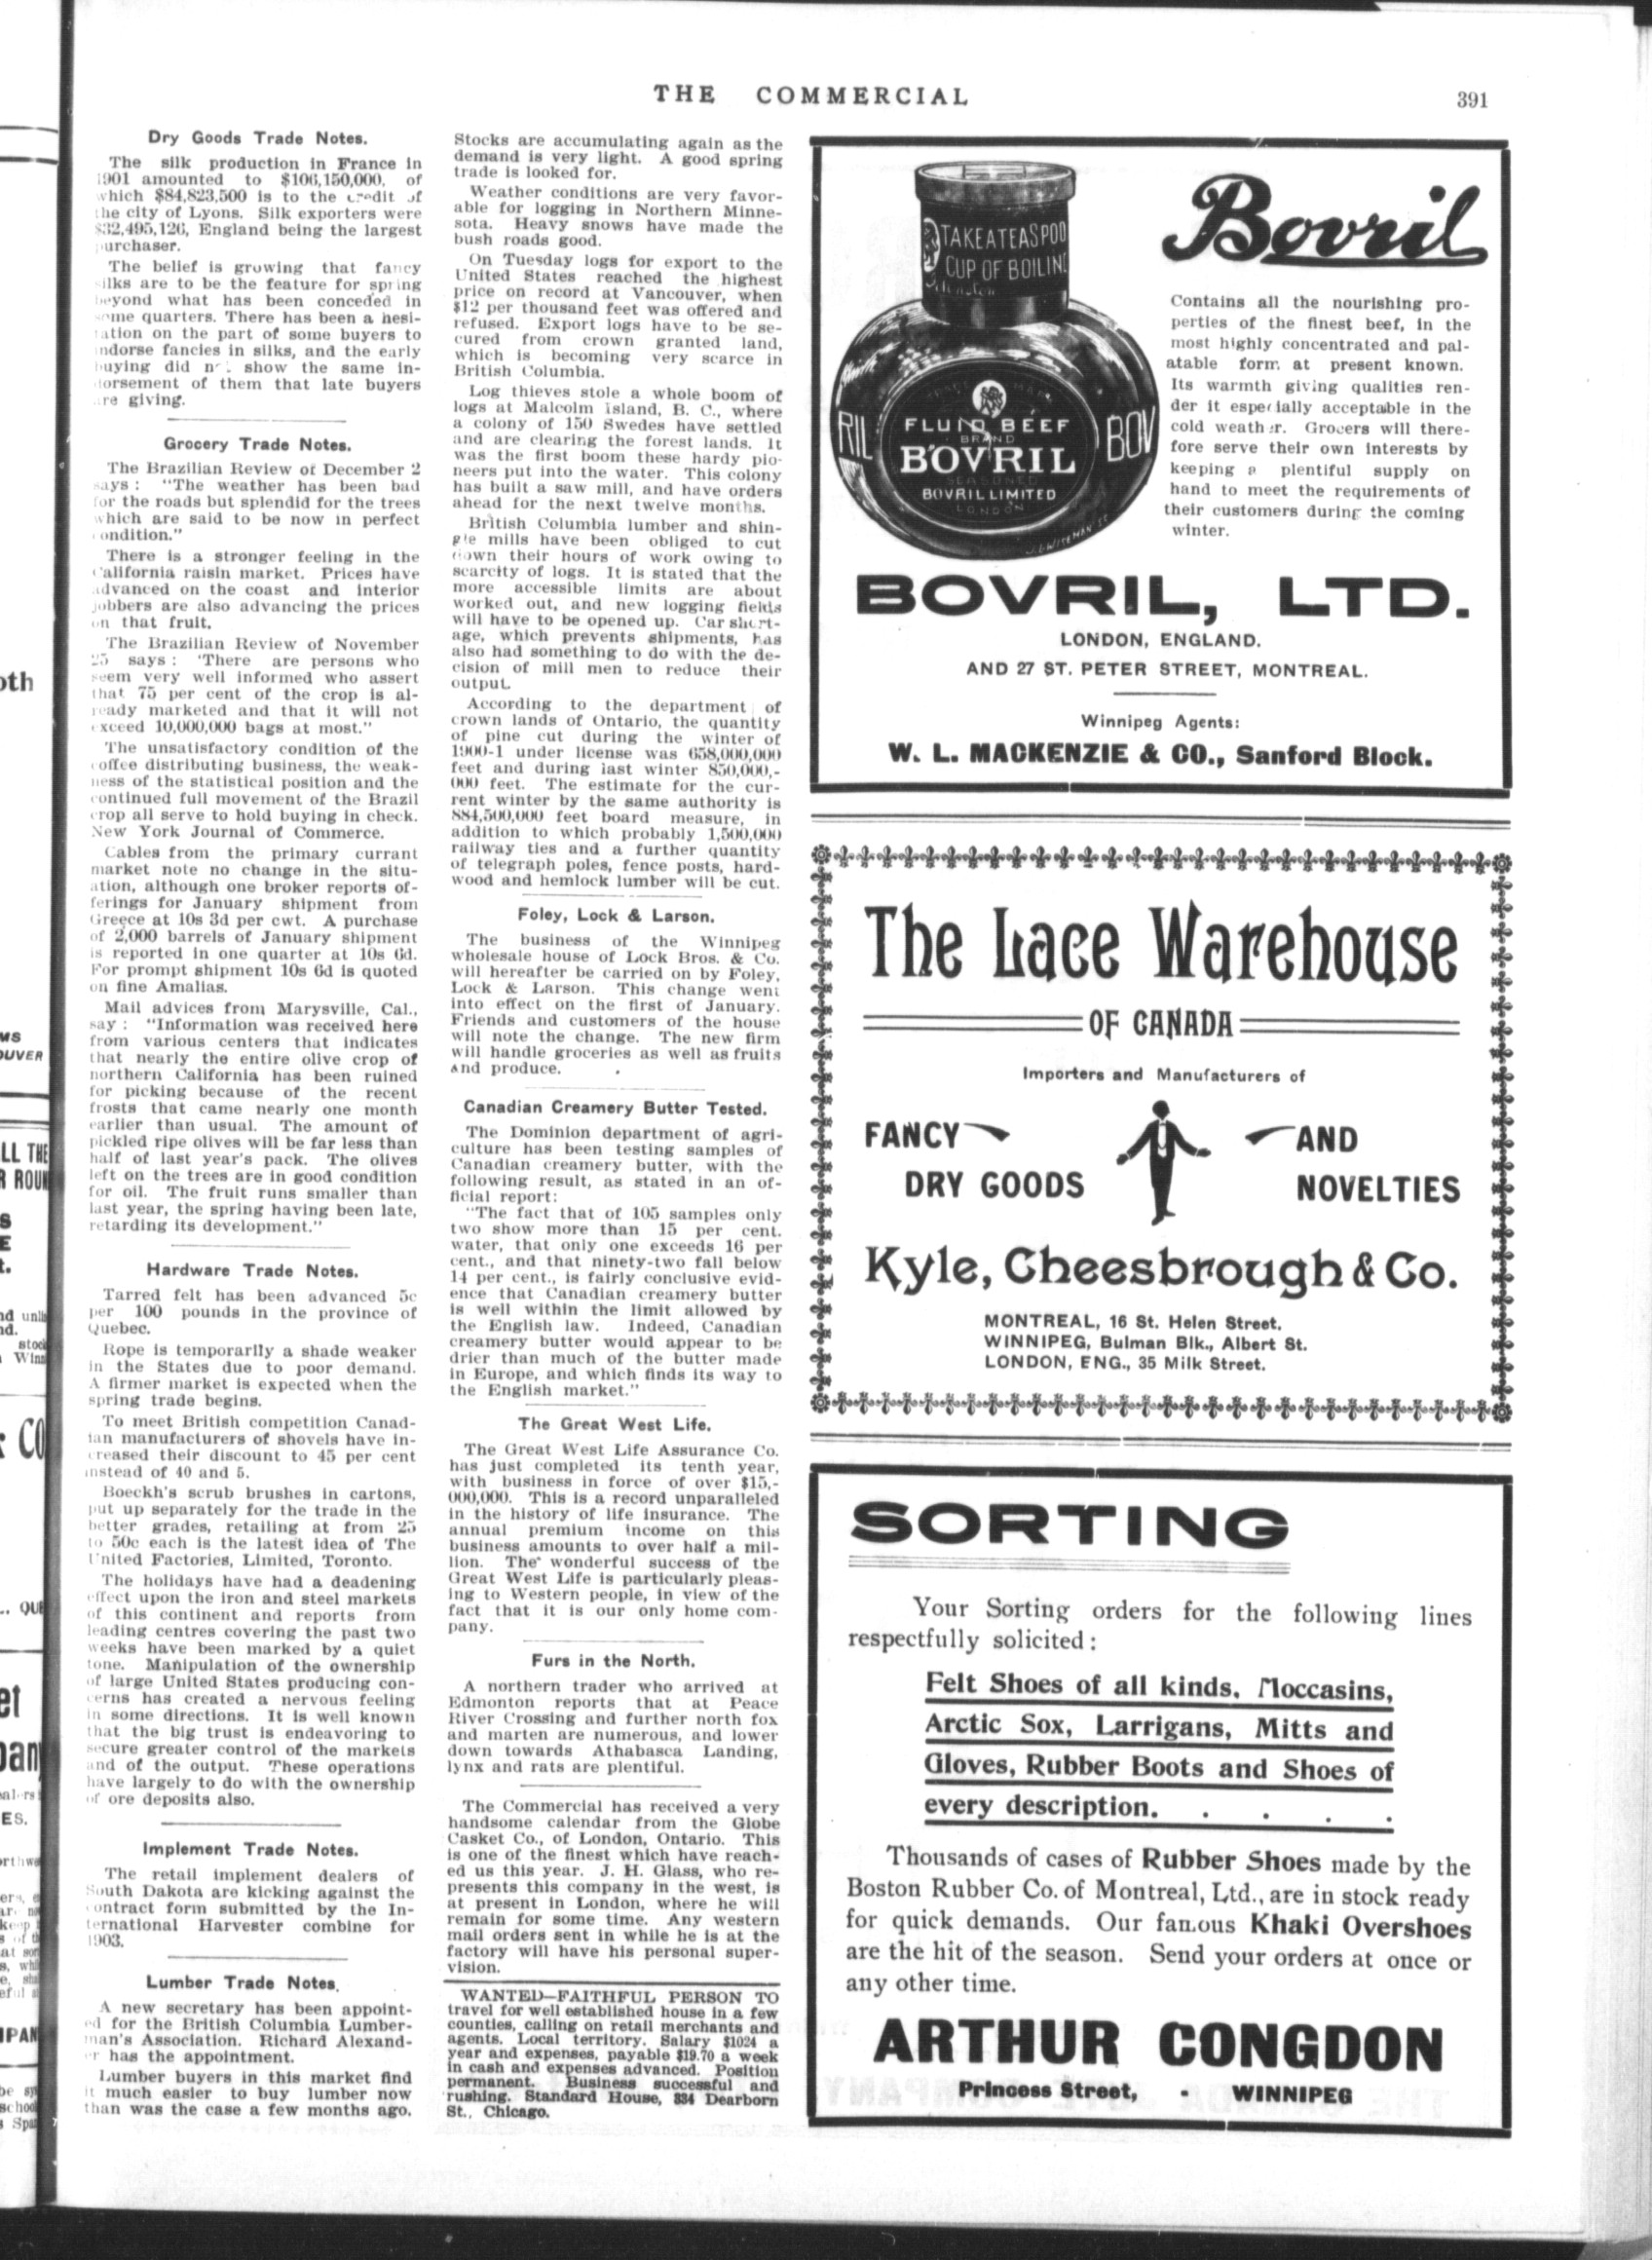 THE COMMERCIAL
391
Dry Goods Trade Notes.
The silk production in France in
1901 amounted to $106,150,000, of
which $84,823,500 is to the credit of
the city of Lyons. Silk exporters were
$32,495,126, England being the largest
purchaser.
The belief is growing that fancy
silks are to be the feature for spring
beyond what has been conceded in
some quarters. There has been a hesi-
tation on the part of some buyers to
indorse fancies in silks, and the early
buying did not show the same in-
dorsement of them that late buyers
are giving.
Grocery Trade Notes.
The Brazilian Review of December 2
says: "The weather has been bad
for the roads but splendid for the trees
which are said to be now in perfect
condition."
There is a stronger feeling in the
California raisin market. Prices have
advanced on the coast and interior
jobbers are also advancing the prices
on that fruit.
The Brazilian Review of November
25 says: 'There are persons who
seem very well informed who assert
that 75 per cent of the crop is al-
ready marketed and that it will not
exceed 10,000,000 bags at most."
The unsatisfactory condition of the
coffee distributing business, the weak-
ness of the statistical position and the
continued full movement of the Brazil
crop all serve to hold buying in check.
New York Journal of Commerce.
Cables from the primary currant
market note no change in the situ-
ation, although one broker reports of-
ferings for January shipment from
Greece at 10s 3d per cwt. A purchase
of 2,000 barrels of January shipment
is reported in one quarter at 10s 6d.
For prompt shipment 10s 6d is quoted
on fine Amalias.
Mail advices from Marysville, Cal.,
say: "Information was received here
from various centers that indicates
that nearly the entire olive crop of
northern California has been ruined
for picking because of the recent
frosts that came nearly one month
earlier than usual. The amount of
pickled ripe olives will be far less than
half of last year's pack. The olives
left on the trees are in good condition
for oil. The fruit runs smaller than
last year, the spring having been late,
retarding its development."
Hardware Trade Notes.
Tarred felt has been advanced 5c
per 100 pounds in the province of
Quebec.
Rope is temporarily a shade weaker
in the States due to poor demand.
A firmer market is expected when the
spring trade begins.
To meet British competition Canad-
ian manufacturers of shovels have in-
creased their discount to 45 per cent
instead of 40 and 5.
Boeckh's scrub brushes in cartons,
put up separately for the trade in the
better grades, retailing at from 25
to 50c each is the latest idea of The
United Factories, Limited, Toronto.
The holidays have had a deadening
effect upon the iron and steel markets
of this continent and reports from
leading centres covering the past two
weeks have been marked by a quiet
tone. Manipulation of the ownership
of large United States producing con-
cerns has created a nervous feeling
in some directions. It is well known
that the big trust is endeavoring to
secure greater control of the markets
and of the output. These operations
have largely to do with the ownership
of ore deposits also.
Implement Trade Notes.
The retail implement dealers of
South Dakota are kicking against the
contract form submitted by the In-
ternational Harvester combine for
1903.
Lumber Trade Notes.
A new secretary has been appoint-
ed for the British Columbia Lumber-
man's Association. Richard Alexand-
er has the appointment.
Lumber buyers in this market find
it much easier to buy lumber now
than was the case a few months ago.
Stocks are accumulating again as the
demand is very light. A good spring
trade is looked for.
Weather conditions are very favor-
able for logging in Northern Minne-
sota. Heavy snows have made the
bush roads good.
On Tuesday logs for export to the
United States reached the highest
price on record at Vancouver, when
$12 per thousand feet was offered and
refused. Export logs have to be se-
cured from crown granted land,
which is becoming very scarce in
British Columbia.
Log thieves stole a whole boom of
logs at Malcolm island, B. C., where
a colony of 150 Swedes have settled
and are clearing the forest lands. It
was the first boom these hardy pio-
neers put into the water. This colony
has built a saw mill, and have orders
ahead for the next twelve months.
British Columbia lumber and shin-
gle mills have been obliged to cut
down their hours of work owing to
scarcity of logs. It is stated that the
more accessible limits are about
worked out, and new logging fields
will have to be opened up. Car short-
age, which prevents shipments, has
also had something to do with the de-
cision of mill men to reduce their
output.
According to the department of
crown lands of Ontario, the quantity
of pine cut during the winter of
1900-1 under license was 658,000,000
feet and during last winter 850,000,-
000 feet. The estimate for the cur-
rent winter by the same authority is
884,500,000 feet board measure, in
addition to which probably 1,500,000
railway ties and a further quantity
of telegraph poles, fence posts, hard-
wood and hemlock lumber will be cut.
Foley, Lock & Larson.
The business of the Winnipeg
wholesale house of Lock Bros. & Co.
will hereafter be carried on by Foley,
Lock & Larson. This change went
into effect on the first of January.
Friends and customers of the house
will note the change. The new firm
will handle groceries as well as fruits
and produce.
Canadian Creamery Butter Tested.
The Dominion department of agri-
culture has been testing samples of
Canadian creamery butter, with the
following result, as stated in an of-
ficial report:
"The fact that of 105 samples only
two show more than 15 per cent.
water, that only one exceeds 16 per
cent., and that ninety-two fall below
14 per cent., is fairly conclusive evid-
ence that Canadian creamery butter
is well within the limit allowed by
the English law. Indeed, Canadian
creamery butter would appear to be
drier than much of the butter made
in Europe, and which finds its way to
the English market."
The Great West Life.
The Great West Life Assurance Co.
has just completed its tenth year,
with business in force of over $15,-
000,000. This is a record unparalleled
in the history of life insurance. The
annual premium income on this
business amounts to over half a mil-
lion. The wonderful success of the
Great West Life is particularly pleas-
ing to Western people, in view of the
fact that it is our only home com-
pany.
Furs in the North.
A northern trader who arrived at
Edmonton reports that at Peace
River Crossing and further north fox
and marten are numerous, and lower
down towards Athabasca Landing,
lynx and rats are plentiful.
The Commercial has received a very
handsome calendar from the Globe
Casket Co., of London, Ontario. This
is one of the finest which have reach-
ed us this year. J. H. Glass, who re-
presents this company in the west, is
at present in London, where he will
remain for some time. Any western
mail orders sent in while he is at the
factory will have his personal super-
vision.
WANTED—FAITHFUL PERSON TO
travel for well established house in a few
counties, calling on retail merchants and
agents. Local territory. Salary $1024 a
year and expenses, payable $19.70 a week
in cash and expenses advanced. Position
permanent. Business successful and
rushing. Standard House, 334 Dearborn
St., Chicago.
TAKE A TEASPOO
CUP OF BOILIN
RIL
FLUID BEEF
BRAND
BOVRIL
SEASONED
BOVRIL LIMITED
LONDON
BOV
Bovril
Contains all the nourishing pro-
perties of the finest beef, in the
most highly concentrated and pal-
atable form at present known.
Its warmth giving qualities ren-
der it especially acceptable in the
cold weather. Grocers will there-
fore serve their own interests by
keeping a plentiful supply on
hand to meet the requirements of
their customers during the coming
winter.
BOVRIL, LTD.
LONDON, ENGLAND.
AND 27 ST. PETER STREET, MONTREAL.
Winnipeg Agents:
W. L. MACKENZIE & CO., Sanford Block.
The Lace Warehouse
OF CANADA
Importers and Manufacturers of
FANCY
DRY GOODS
AND
NOVELTIES
Kyle, Cheesbrough & Co.
MONTREAL, 16 St. Helen Street.
WINNIPEG, Bulman Blk., Albert St.
LONDON, ENG., 35 Milk Street.
SORTING
Your Sorting orders for the following lines
respectfully solicited:
Felt Shoes of all kinds, Moccasins,
Arctic Sox, Larrigans, Mitts and
Gloves, Rubber Boots and Shoes of
every description. . . . .
Thousands of cases of Rubber Shoes made by the
Boston Rubber Co. of Montreal, Ltd., are in stock ready
for quick demands. Our famous Khaki Overshoes
are the hit of the season. Send your orders at once or
any other time.
ARTHUR CONGDON
Princess Street, - WINNIPEG